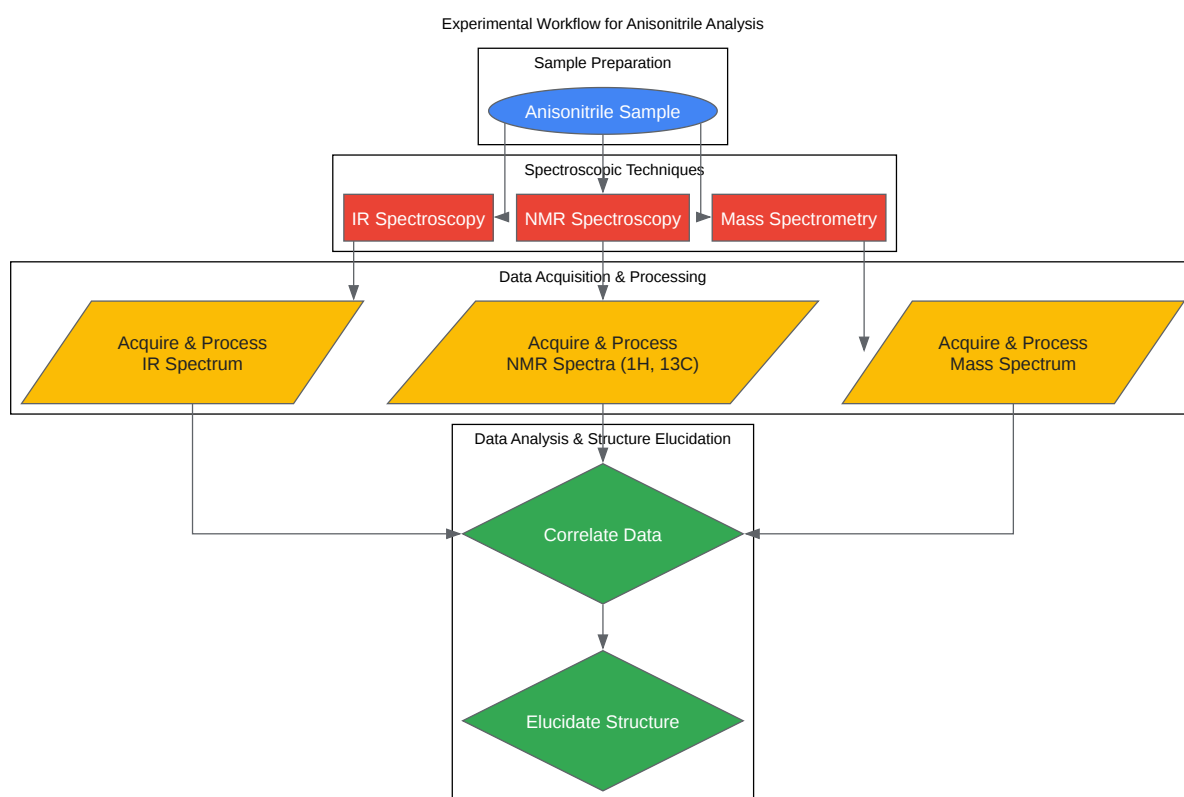 Experimental Workflow for Anisonitrile Analysis
Sample Preparation
Anisonitrile Sample
Spectroscopic Techniques
IR Spectroscopy
NMR Spectroscopy
Mass Spectrometry
Data Acquisition & Processing
Acquire & Process
IR Spectrum
Acquire & Process
NMR Spectra (1H, 13C)
Acquire & Process
Mass Spectrum
Data Analysis & Structure Elucidation
Correlate Data
Elucidate Structure